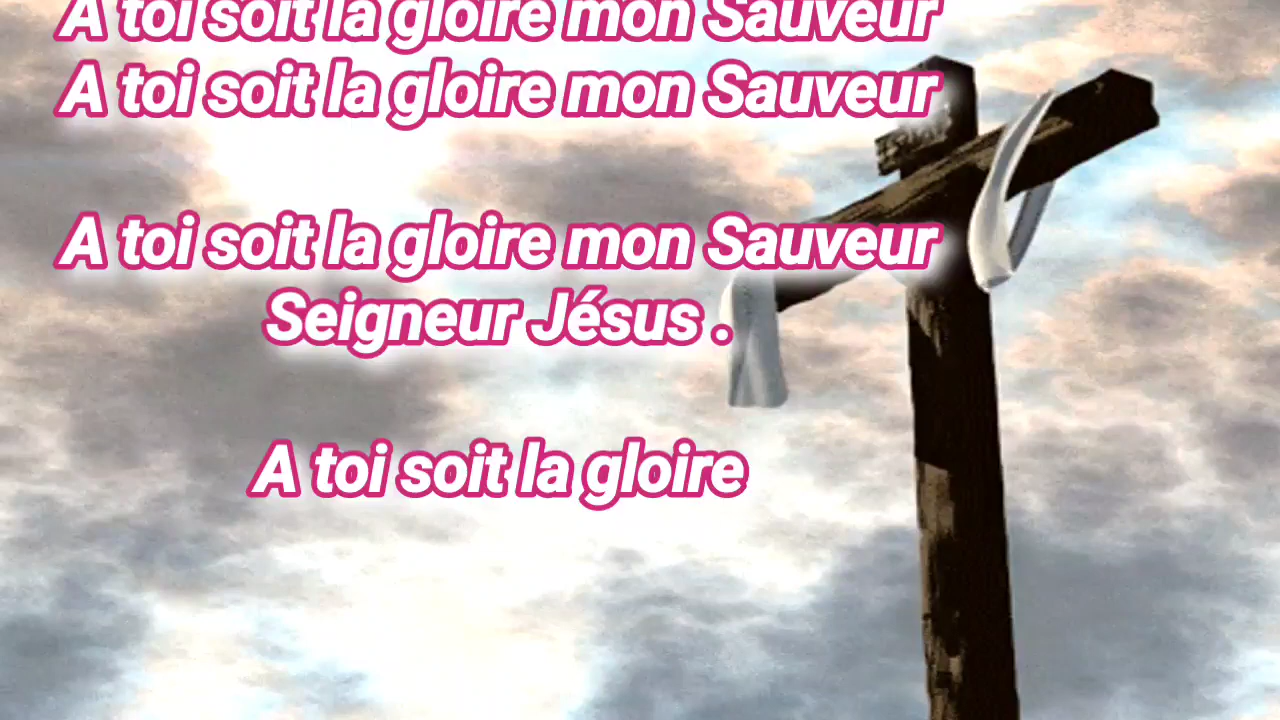 A toi soit la gloire mon Sauveur
A toi soit la gloire mon Sauveur
A toi soit la gloire mon Sauveur
Seigneur Jésus .
A toi soit la gloire